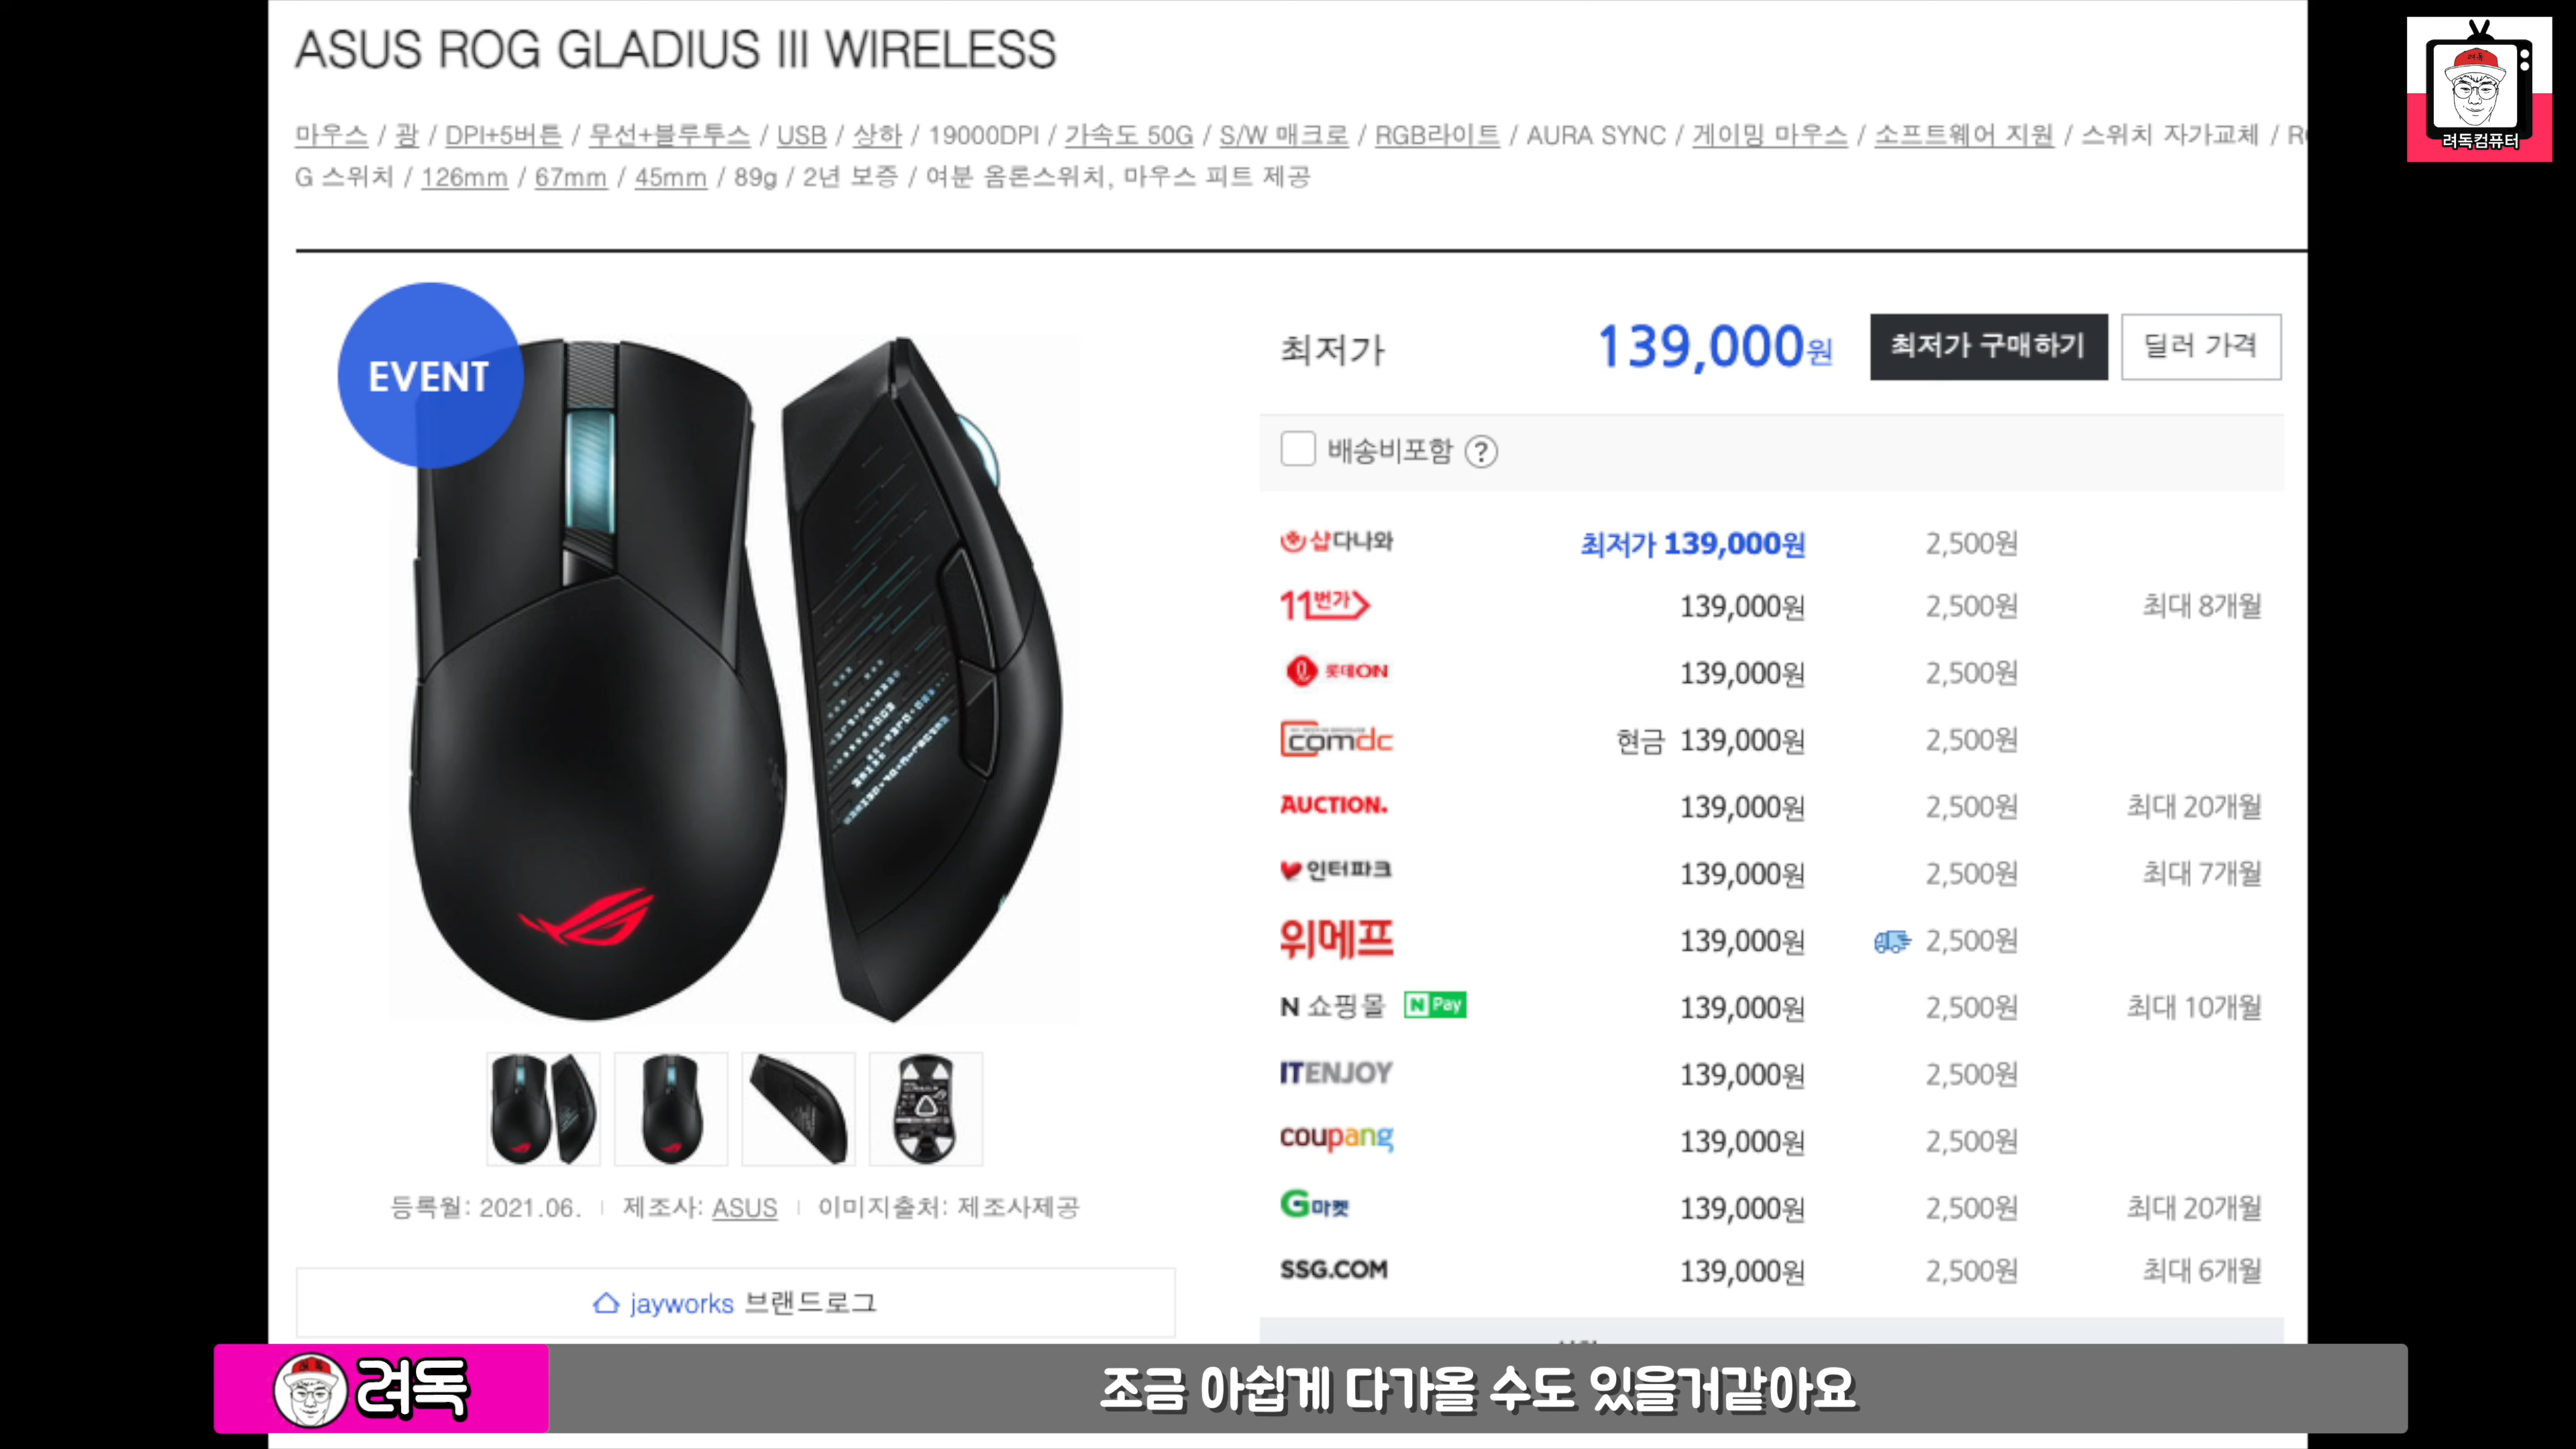 ASUS ROG GLADIUS III WIRELESS
려독컴퓨터
마우스 / 광 / DPI+5버튼 / 무선+블루투스 / USB / 상하 / 19000DPI / 가속도 50G / S/W 매크로 / RGB라이트 / AURA SYNC / 게이밍 마우스 / 소프트웨어 지원 / 스위치 자가교체 / R
G 스위치 / 126mm / 67mm / 45mm / 89g / 2년 보증 / 여분 옴론스위치, 마우스 피트 제공
EVENT
최저가 139,000원 최저가 구매하기 딜러 가격
배송비포함 ?
샵다나와 최저가 139,000원 2,500원
11번가 139,000원 2,500원 최대 8개월
롯데ON 139,000원 2,500원
comdc 현금 139,000원 2,500원
AUCTION. 139,000원 2,500원 최대 20개월
인터파크 139,000원 2,500원 최대 7개월
위메프 139,000원 2,500원
N 쇼핑몰 N Pay 139,000원 2,500원 최대 10개월
ITENJOY 139,000원 2,500원
coupang 139,000원 2,500원
G마켓 139,000원 2,500원 최대 20개월
SSG.COM 139,000원 2,500원 최대 6개월
등록월: 2021.06. 제조사: ASUS 이미지출처: 제조사제공
jayworks 브랜드로그
려독 조금 아쉽게 다가올 수도 있을거같아요